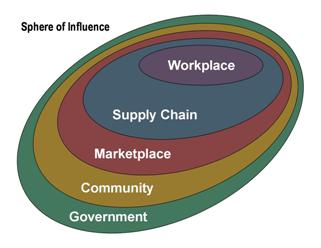 Sphere of Influence
Workplace
Supply Chain
Marketplace
Community
Government